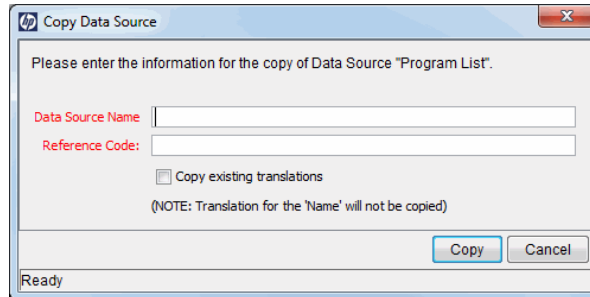 hp Copy Data Source
Please enter the information for the copy of Data Source "Program List".
Data Source Name
Reference Code:
Copy existing translations
(NOTE: Translation for the 'Name' will not be copied)
Copy Cancel
Ready